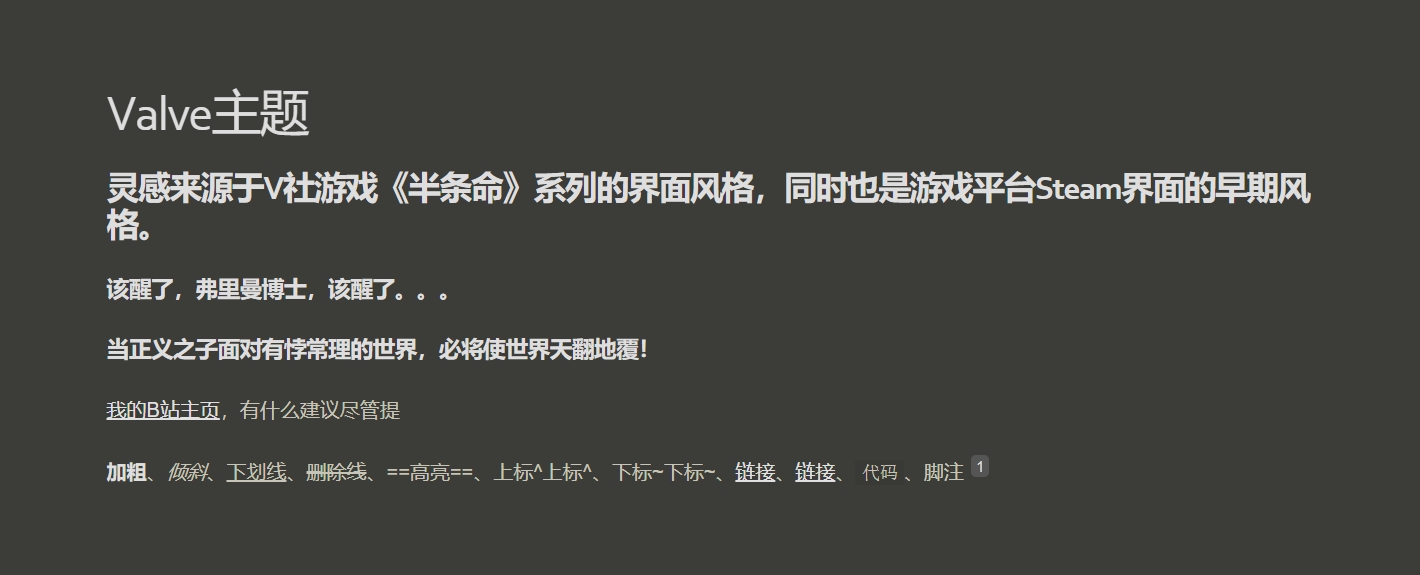 Valve主题
灵感来源于V社游戏《半条命》系列的界面风格，同时也是游戏平台Steam界面的早期风
格。
该醒了，弗里曼博士，该醒了。。。
当正义之子面对有悖常理的世界，必将使世界天翻地覆！
我的B站主页，有什么建议尽管提
加粗、倾斜、下划线、删除线、==高亮==、上标^上标^、下标~下标~、链接、链接、代码、脚注 1